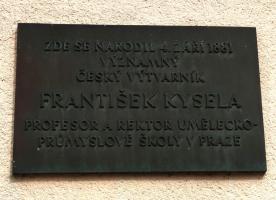 ZDE SE NARODIL 4. ZÁŘÍ 1881
VÝZNAMNÝ
ČESKÝ VÝTVARNÍK
FRANTIŠEK KYSELA
PROFESOR A REKTOR UMĚLECKO-
PRŮMYSLOVÉ ŠKOLY V PRAZE